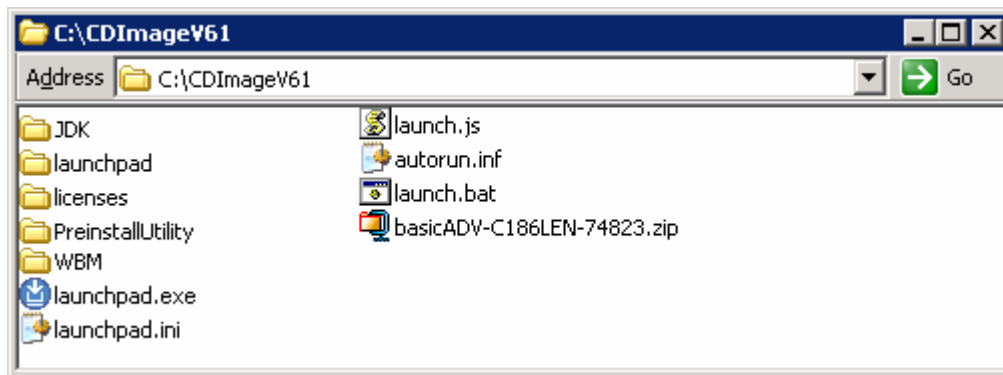 C:\CDImageV61
Address C:\CDImageV61 Go
JDK
launchpad
licenses
PreinstallUtility
WBM
launchpad.exe
launchpad.ini
launch.js
autorun.inf
launch.bat
basicADV-C186LEN-74823.zip